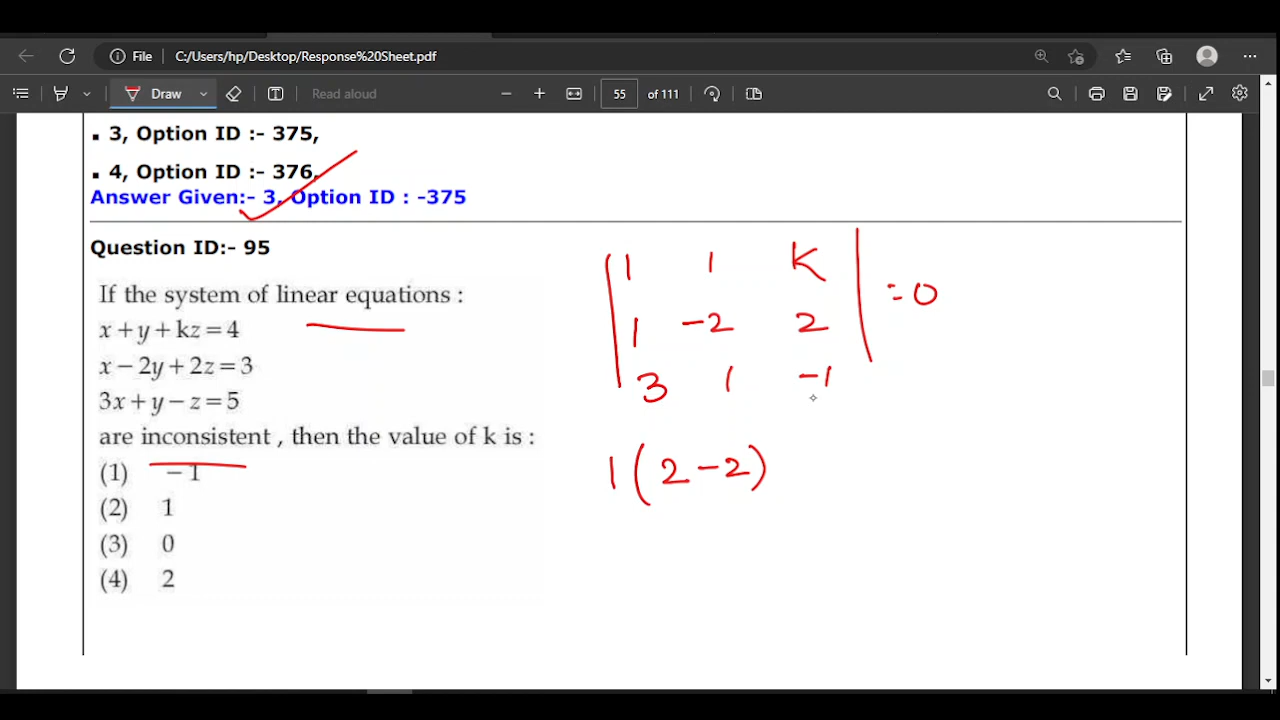 File C:/Users/hp/Desktop/Response%20Sheet.pdf
Draw Read aloud 55 of 111
▪ 3, Option ID :- 375,
▪ 4, Option ID :- 376,
Answer Given:- 3, Option ID : -375
Question ID:- 95
If the system of linear equations :
x + y + kz = 4
x − 2y + 2z = 3
3x + y − z = 5
are inconsistent , then the value of k is :
(1) −1
(2) 1
(3) 0
(4) 2
1 1 K
1 -2 2 = 0
3 1 -1
1 ( 2 - 2 )